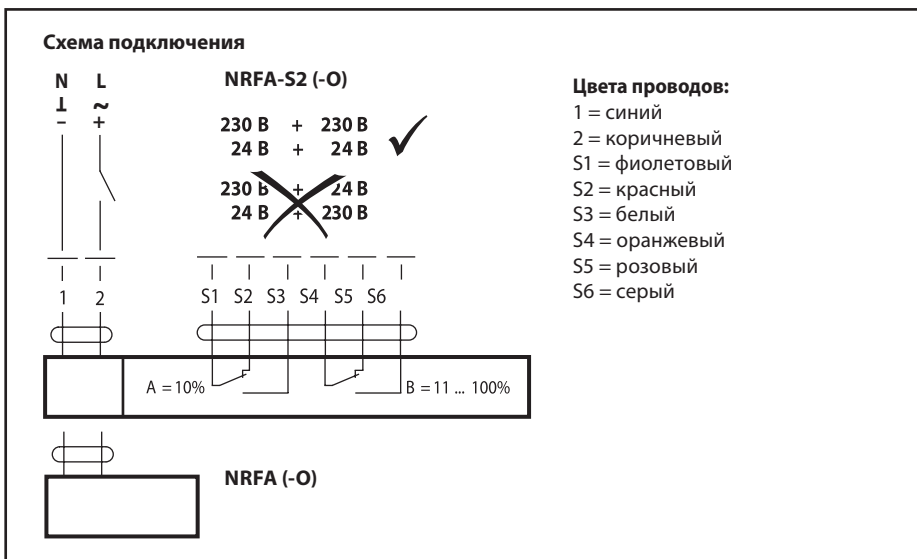 Схема подключения
N L
⊥ ~
– +
NRFA-S2 (-O)
230 В + 230 В
24 В + 24 В
230 В + 24 В
24 В + 230 В
1 2
S1 S2 S3 S4 S5 S6
A = 10%
B = 11 ... 100%
NRFA (-O)
Цвета проводов:
1 = синий
2 = коричневый
S1 = фиолетовый
S2 = красный
S3 = белый
S4 = оранжевый
S5 = розовый
S6 = серый